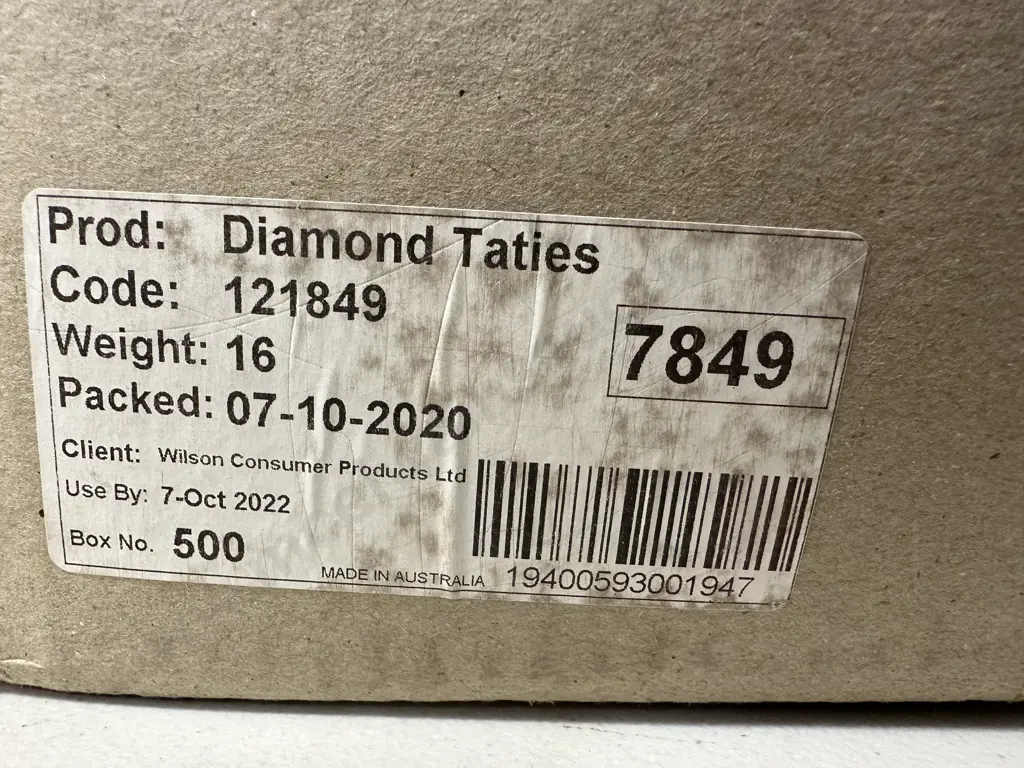 Prod: Diamond Taties
Code: 121849
Weight: 16
7849
Packed: 07-10-2020
Client: Wilson Consumer Products Ltd
Use By: 7-Oct 2022
Box No. 500
MADE IN AUSTRALIA 19400593001947